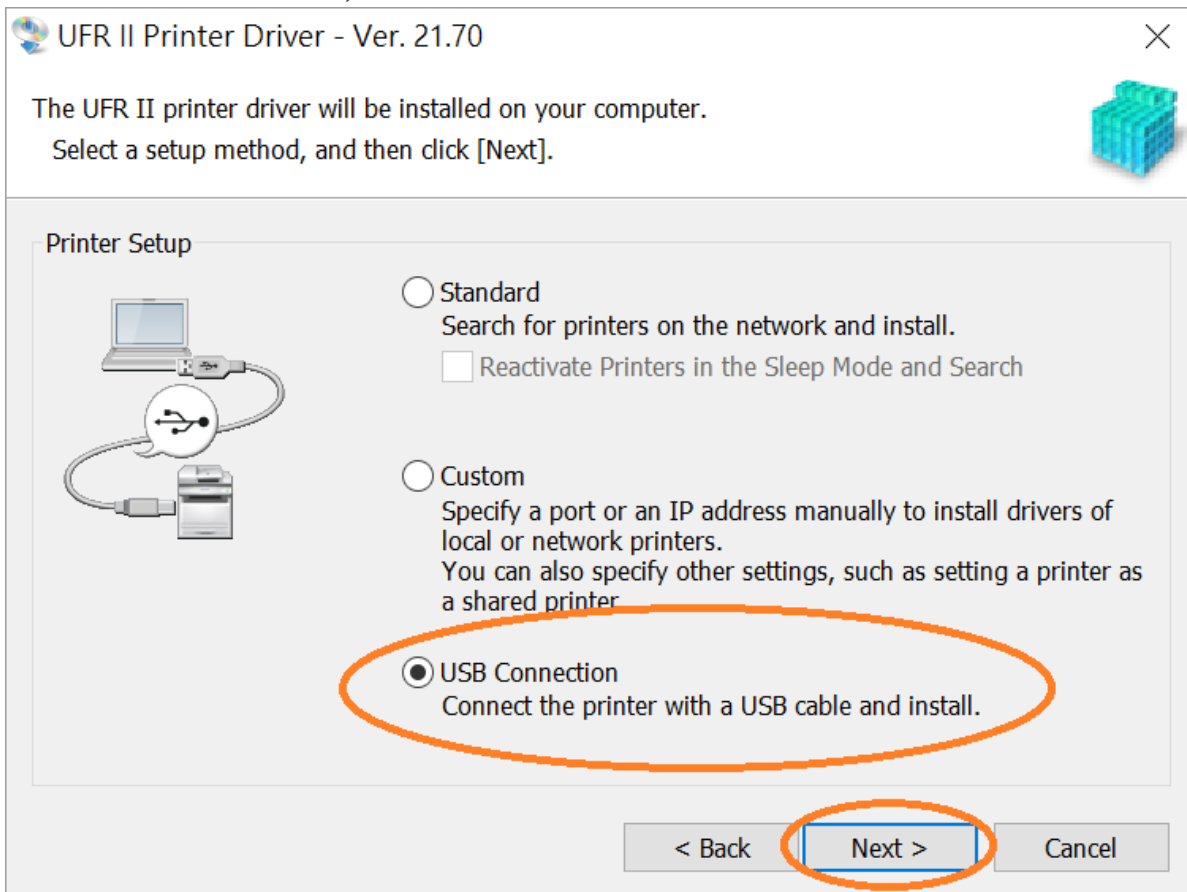 UFR II Printer Driver - Ver. 21.70
The UFR II printer driver will be installed on your computer.
Select a setup method, and then click [Next].
Printer Setup
Standard
Search for printers on the network and install.
Reactivate Printers in the Sleep Mode and Search
Custom
Specify a port or an IP address manually to install drivers of
local or network printers.
You can also specify other settings, such as setting a printer as
a shared printer
USB Connection
Connect the printer with a USB cable and install.
< Back
Next >
Cancel